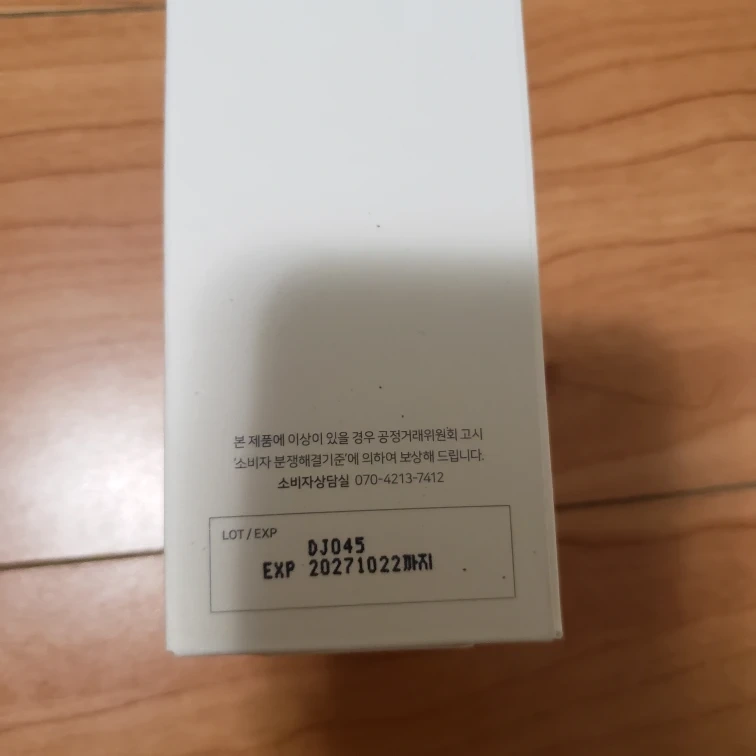 본 제품에 이상이 있을 경우 공정거래위원회 고시
'소비자 분쟁해결기준'에 의하여 보상해 드립니다.
소비자상담실 070-4213-7412
LOT / EXP
DJ045
EXP 20271022까지